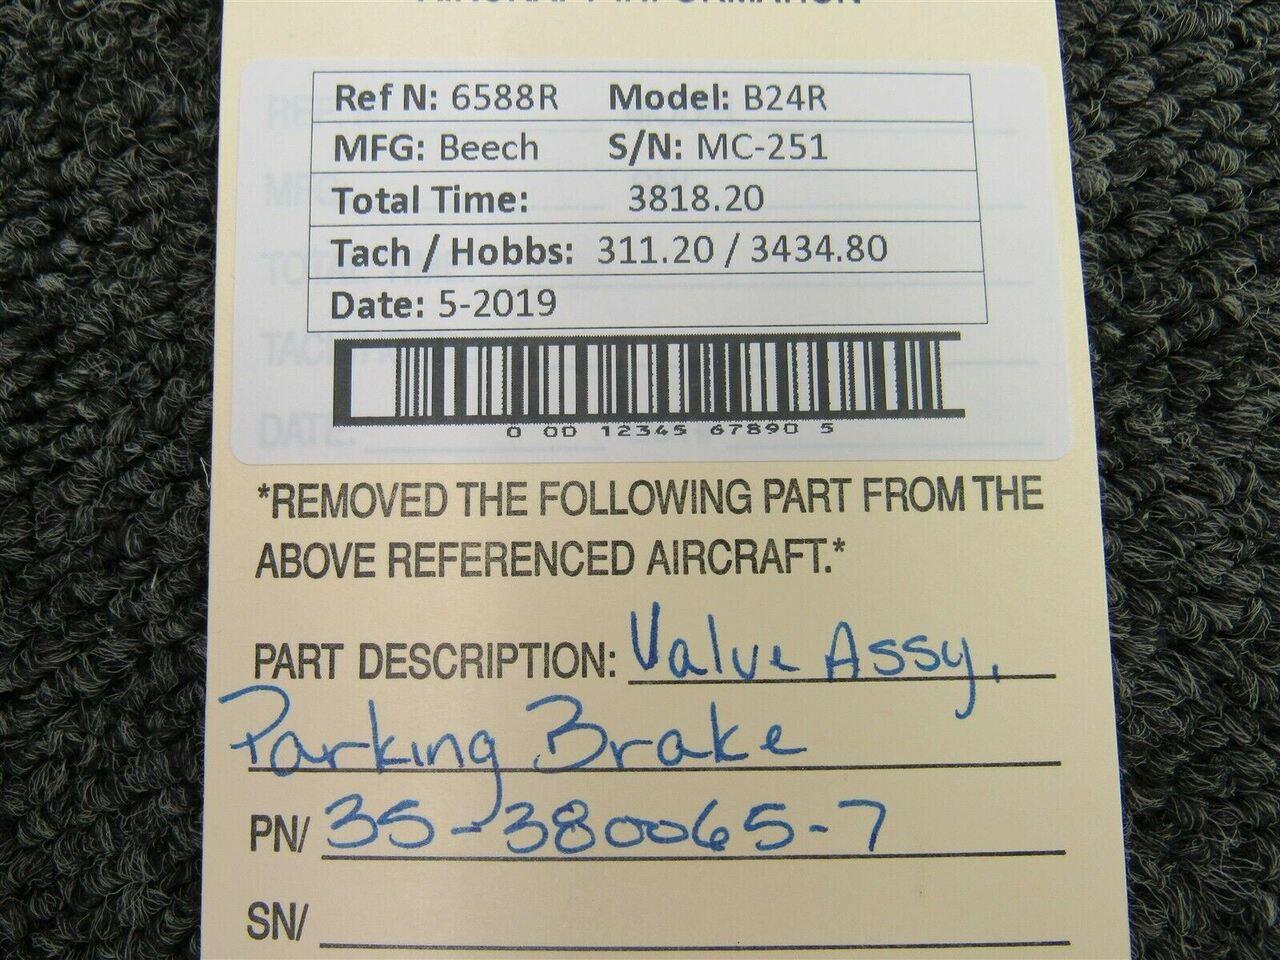 AIRCRAFT INFORMATION
Ref N: 6588R Model: B24R
MFG: Beech S/N: MC-251
Total Time: 3818.20
Tach / Hobbs: 311.20 / 3434.80
Date: 5-2019
0 00 12345 67890 5
*REMOVED THE FOLLOWING PART FROM THE
ABOVE REFERENCED AIRCRAFT.*
PART DESCRIPTION: Valve Assy,
Parking Brake
PN/ 35-380065-7
SN/